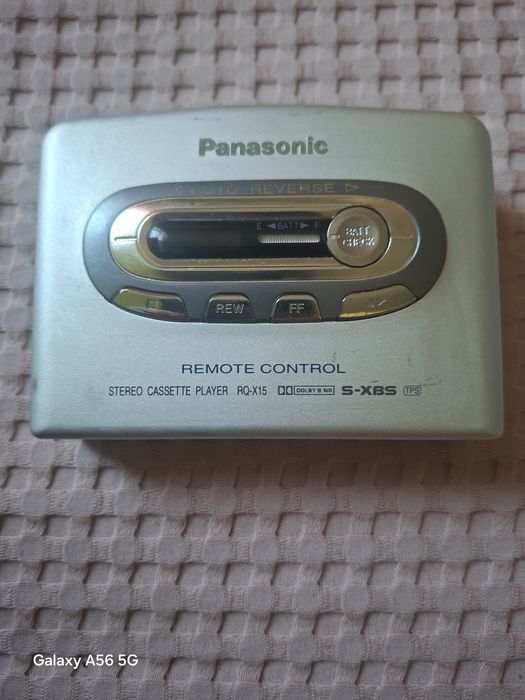 Panasonic
◁ AUTO REVERSE ▷
E ◀BATT▶ F
BATT
CHECK
REW FF
REMOTE CONTROL
STEREO CASSETTE PLAYER RQ-X15 DOLBY B NR S-XBS TPS
Galaxy A56 5G